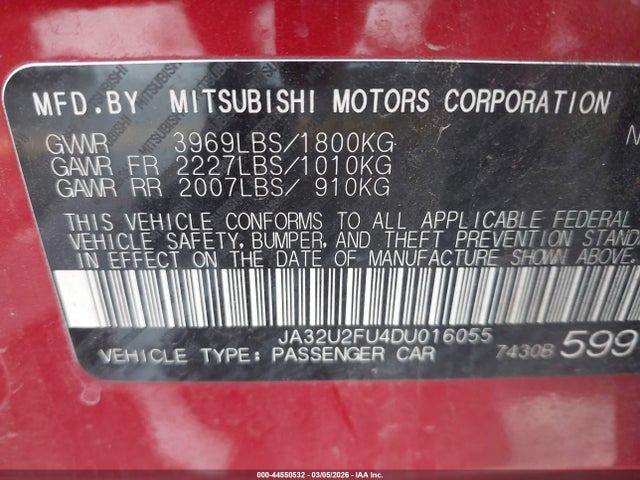 MFD.BY MITSUBISHI MOTORS CORPORATION
GVWR 3969LBS/1800KG N
GAWR FR 2227LBS/1010KG
GAWR RR 2007LBS/ 910KG
THIS VEHICLE CONFORMS TO ALL APPLICABLE FEDERAL
VEHICLE SAFETY, BUMPER, AND THEFT PREVENTION STAND
IN EFFECT ON THE DATE OF MANUFACTURE SHOWN ABOVE.
JA32U2FU4DU016055
VEHICLE TYPE: PASSENGER CAR 7430B 599
000-44550532 - 03/05/2026 - IAA Inc.